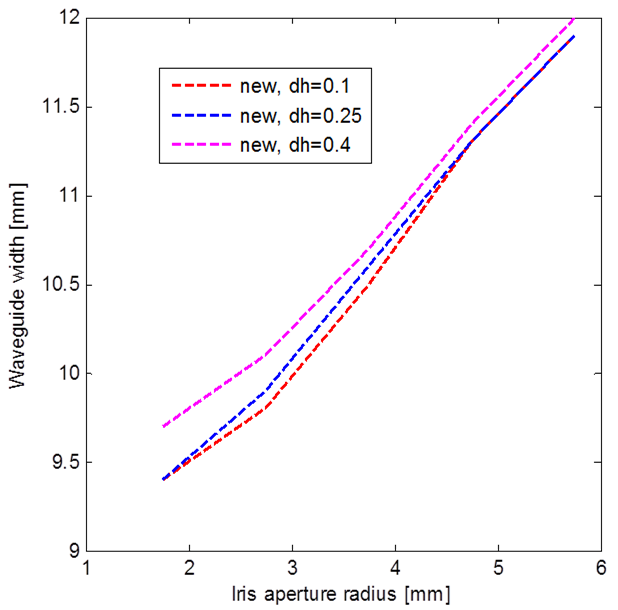 12
11.5
11
10.5
10
9.5
9
Waveguide width [mm]
new, dh=0.1
new, dh=0.25
new, dh=0.4
1 2 3 4 5 6
Iris aperture radius [mm]